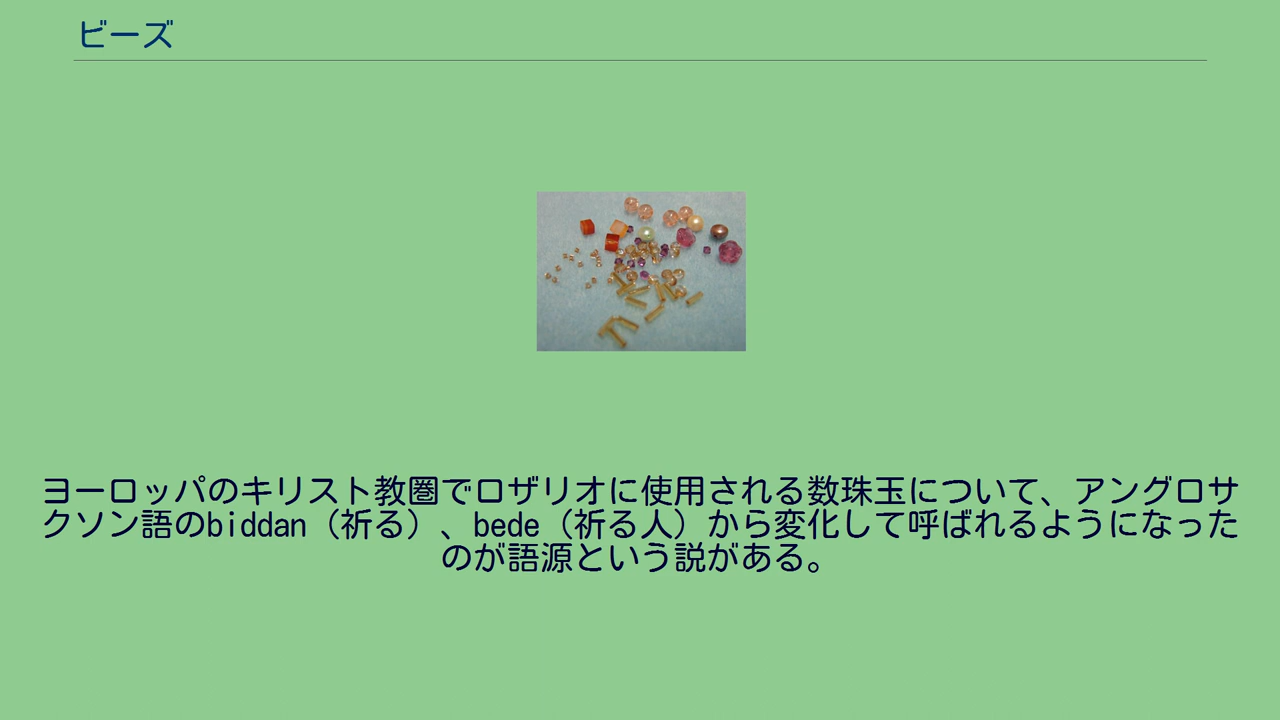 ビーズ
ヨーロッパのキリスト教圏でロザリオに使用される数珠玉について、アングロサ
クソン語のbiddan（祈る）、bede（祈る人）から変化して呼ばれるようになった
のが語源という説がある。